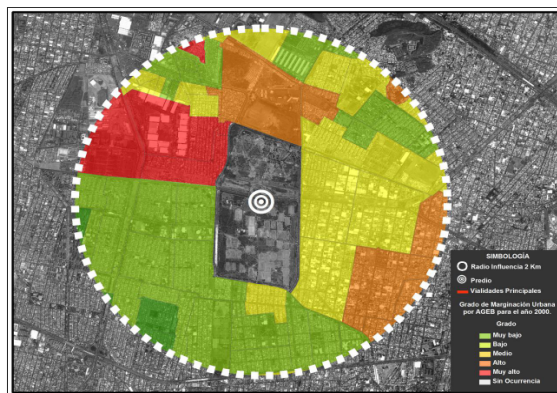 SIMBOLOGÍA
Radio Influencia 2 Km
Predio
Vialidades Principales
Grado de Marginación Urbana
por AGEB para el año 2000.
Grado
Muy bajo
Bajo
Medio
Alto
Muy alto
Sin Ocurrencia